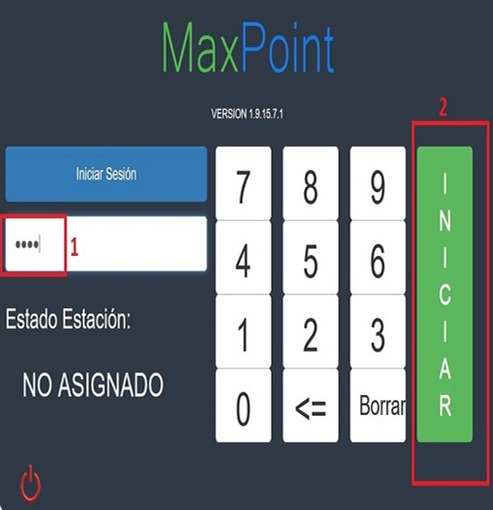 MaxPoint
VERSION 1.9.15.7.1
2
Iniciar Sesión
7 8 9
••••
1
4 5 6
Estado Estación:
1 2 3
NO ASIGNADO
0 <= Borrar
INICIAR